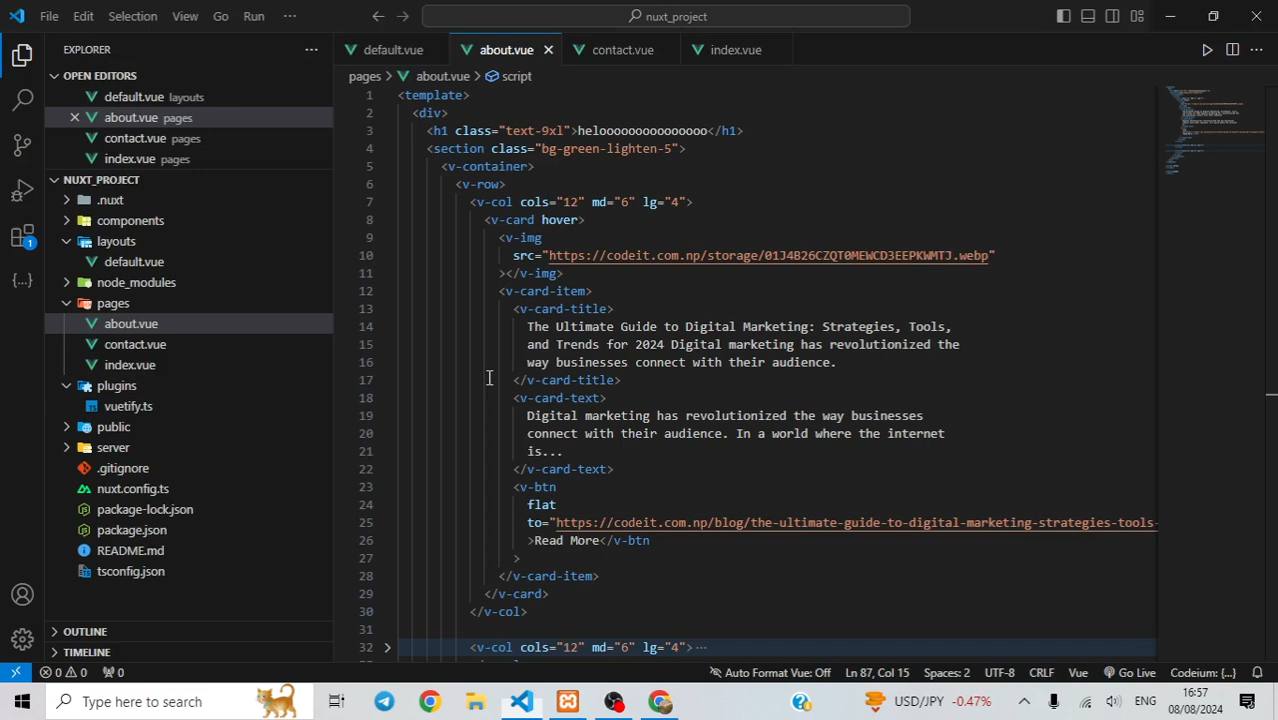 File Edit Selection View Go Run ···
nuxt_project
EXPLORER ···
default.vue about.vue contact.vue index.vue
pages > about.vue > script
OPEN EDITORS
default.vue layouts
about.vue pages
contact.vue pages
index.vue pages
NUXT_PROJECT
.nuxt
components
layouts
default.vue
node_modules
pages
about.vue
contact.vue
index.vue
plugins
vuetify.ts
public
server
.gitignore
nuxt.config.ts
package-lock.json
package.json
README.md
tsconfig.json
OUTLINE
TIMELINE
1 <template>
2 <div>
3 <h1 class="text-9xl">helooooooooooooooo</h1>
4 <section class="bg-green-lighten-5">
5 <v-container>
6 <v-row>
7 <v-col cols="12" md="6" lg="4">
8 <v-card hover>
9 <v-img
10 src="https://codeit.com.np/storage/01J4B26CZQT0MEWCD3EEPKWMTJ.webp"
11 ></v-img>
12 <v-card-item>
13 <v-card-title>
14 The Ultimate Guide to Digital Marketing: Strategies, Tools,
15 and Trends for 2024 Digital marketing has revolutionized the
16 way businesses connect with their audience.
17 </v-card-title>
18 <v-card-text>
19 Digital marketing has revolutionized the way businesses
20 connect with their audience. In a world where the internet
21 is...
22 </v-card-text>
23 <v-btn
24 flat
25 to="https://codeit.com.np/blog/the-ultimate-guide-to-digital-marketing-strategies-tools-
26 >Read More</v-btn
27 >
28 </v-card-item>
29 </v-card>
30 </v-col>
31
32 <v-col cols="12" md="6" lg="4">···
0 0 0 Auto Format Vue: Off Ln 87, Col 15 Spaces: 2 UTF-8 CRLF Vue Go Live Codeium: {...}
Type here to search USD/JPY -0.47% ENG 16:57
08/08/2024